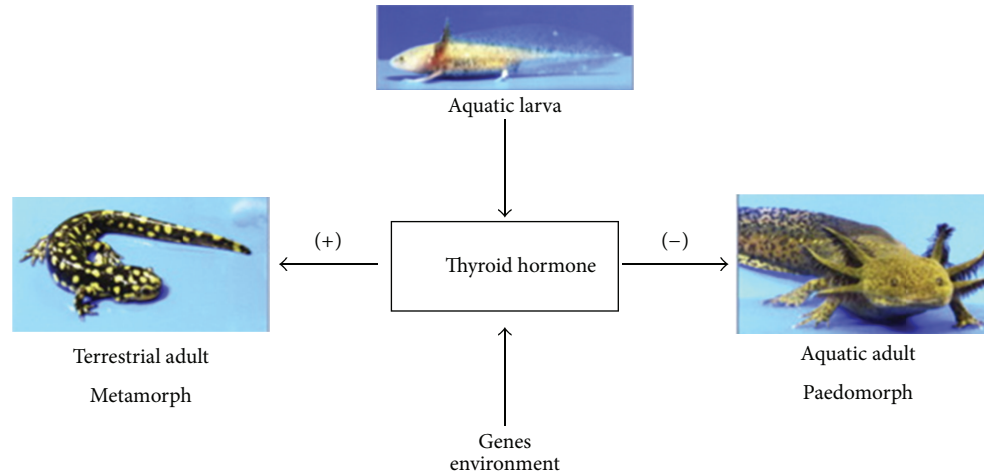 Aquatic larva
(+)
Thyroid hormone
(−)
Terrestrial adult
Metamorph
Aquatic adult
Paedomorph
Genes
environment